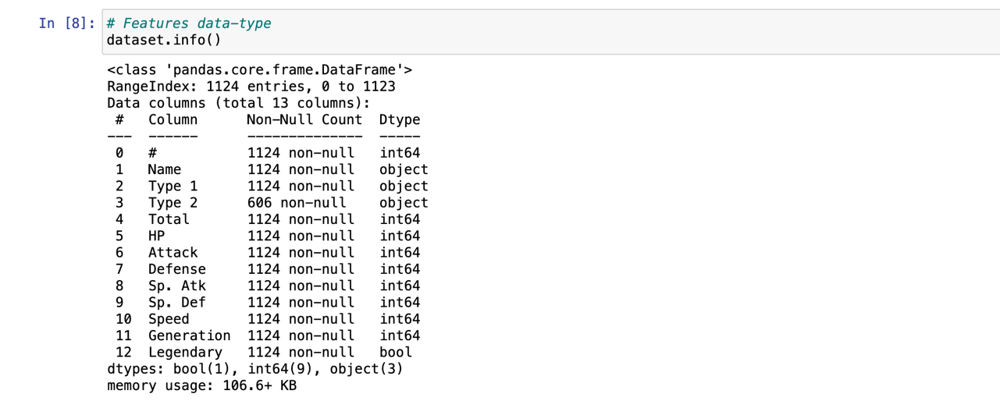 In [8]: # Features data-type
dataset.info()
<class 'pandas.core.frame.DataFrame'>
RangeIndex: 1124 entries, 0 to 1123
Data columns (total 13 columns):
 #   Column      Non-Null Count  Dtype
---  ------      --------------  -----
 0   #           1124 non-null   int64
 1   Name        1124 non-null   object
 2   Type 1      1124 non-null   object
 3   Type 2      606 non-null    object
 4   Total       1124 non-null   int64
 5   HP          1124 non-null   int64
 6   Attack      1124 non-null   int64
 7   Defense     1124 non-null   int64
 8   Sp. Atk     1124 non-null   int64
 9   Sp. Def     1124 non-null   int64
 10  Speed       1124 non-null   int64
 11  Generation  1124 non-null   int64
 12  Legendary   1124 non-null   bool
dtypes: bool(1), int64(9), object(3)
memory usage: 106.6+ KB